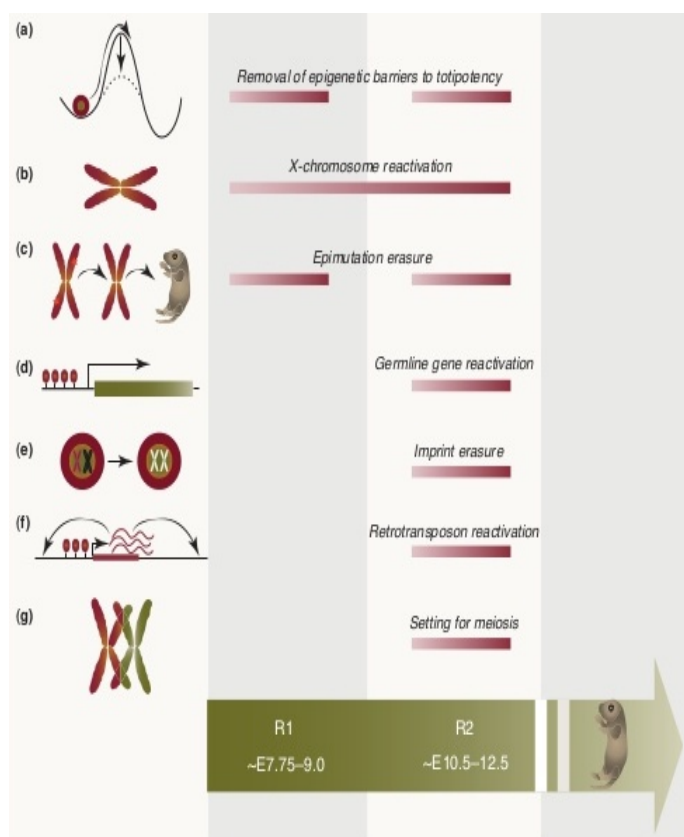 (a)
Removal of epigenetic barriers to totipotency
(b)
X-chromosome reactivation
(c)
Epimutation erasure
(d)
Germline gene reactivation
(e)
Imprint erasure
(f)
Retrotransposon reactivation
(g)
Setting for meiosis
R1
R2
~E7.75–9.0
~E10.5–12.5